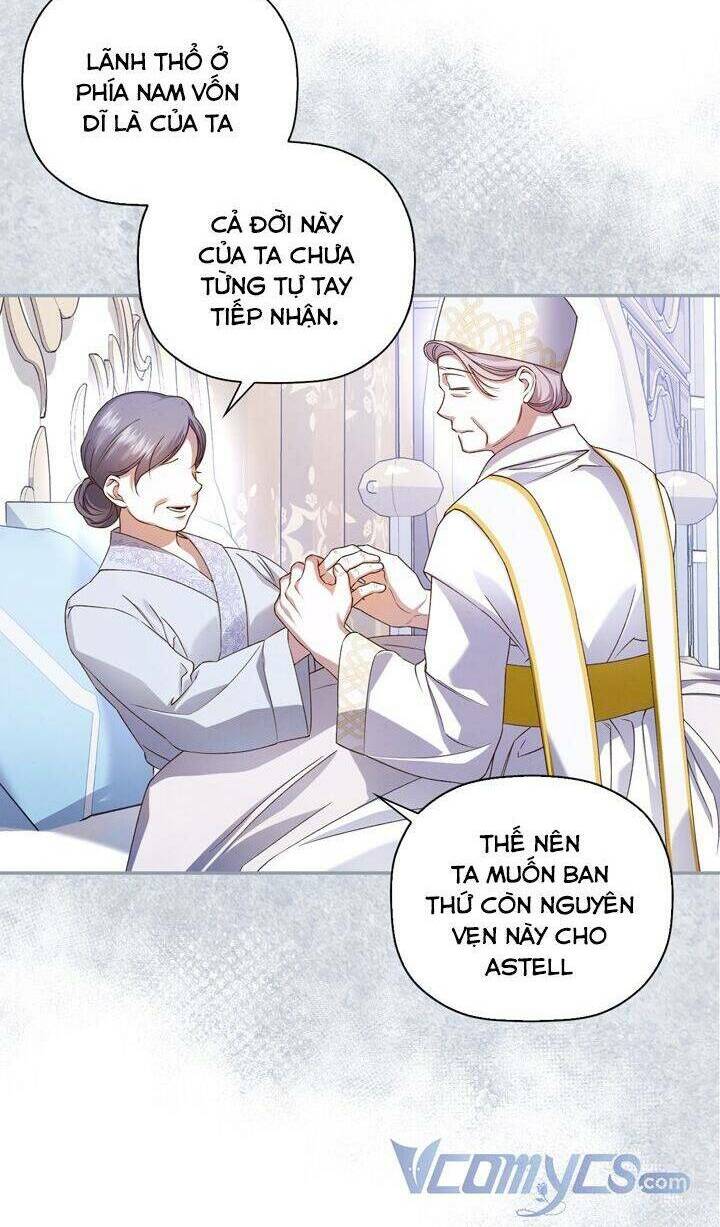 LÃNH THỔ Ở
PHÍA NAM VỐN
DĨ LÀ CỦA TA
CẢ ĐỜI NÀY
CỦA TA CHƯA
TỪNG TỰ TAY
TIẾP NHẬN.
THẾ NÊN
TA MUỐN BAN
THỨ CÒN NGUYÊN
VẸN NÀY CHO
ASTELL
VCOMYCS.com